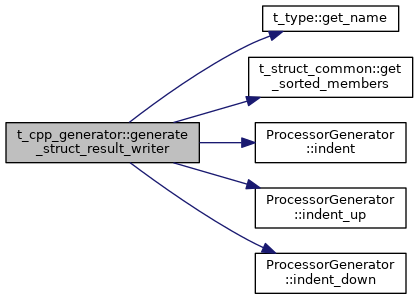 t_cpp_generator::generate
_struct_result_writer
t_type::get_name
t_struct_common::get
_sorted_members
ProcessorGenerator
::indent
ProcessorGenerator
::indent_up
ProcessorGenerator
::indent_down